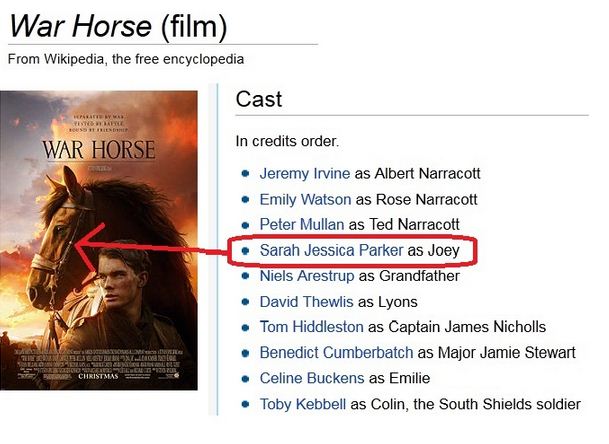 War Horse (film)
From Wikipedia, the free encyclopedia
SEPARATED BY WAR.
TESTED BY BATTLE.
BOUND BY FRIENDSHIP.
WAR HORSE
CHRISTMAS
Cast
In credits order.
Jeremy Irvine as Albert Narracott
Emily Watson as Rose Narracott
Peter Mullan as Ted Narracott
Sarah Jessica Parker as Joey
Niels Arestrup as Grandfather
David Thewlis as Lyons
Tom Hiddleston as Captain James Nicholls
Benedict Cumberbatch as Major Jamie Stewart
Celine Buckens as Emilie
Toby Kebbell as Colin, the South Shields soldier